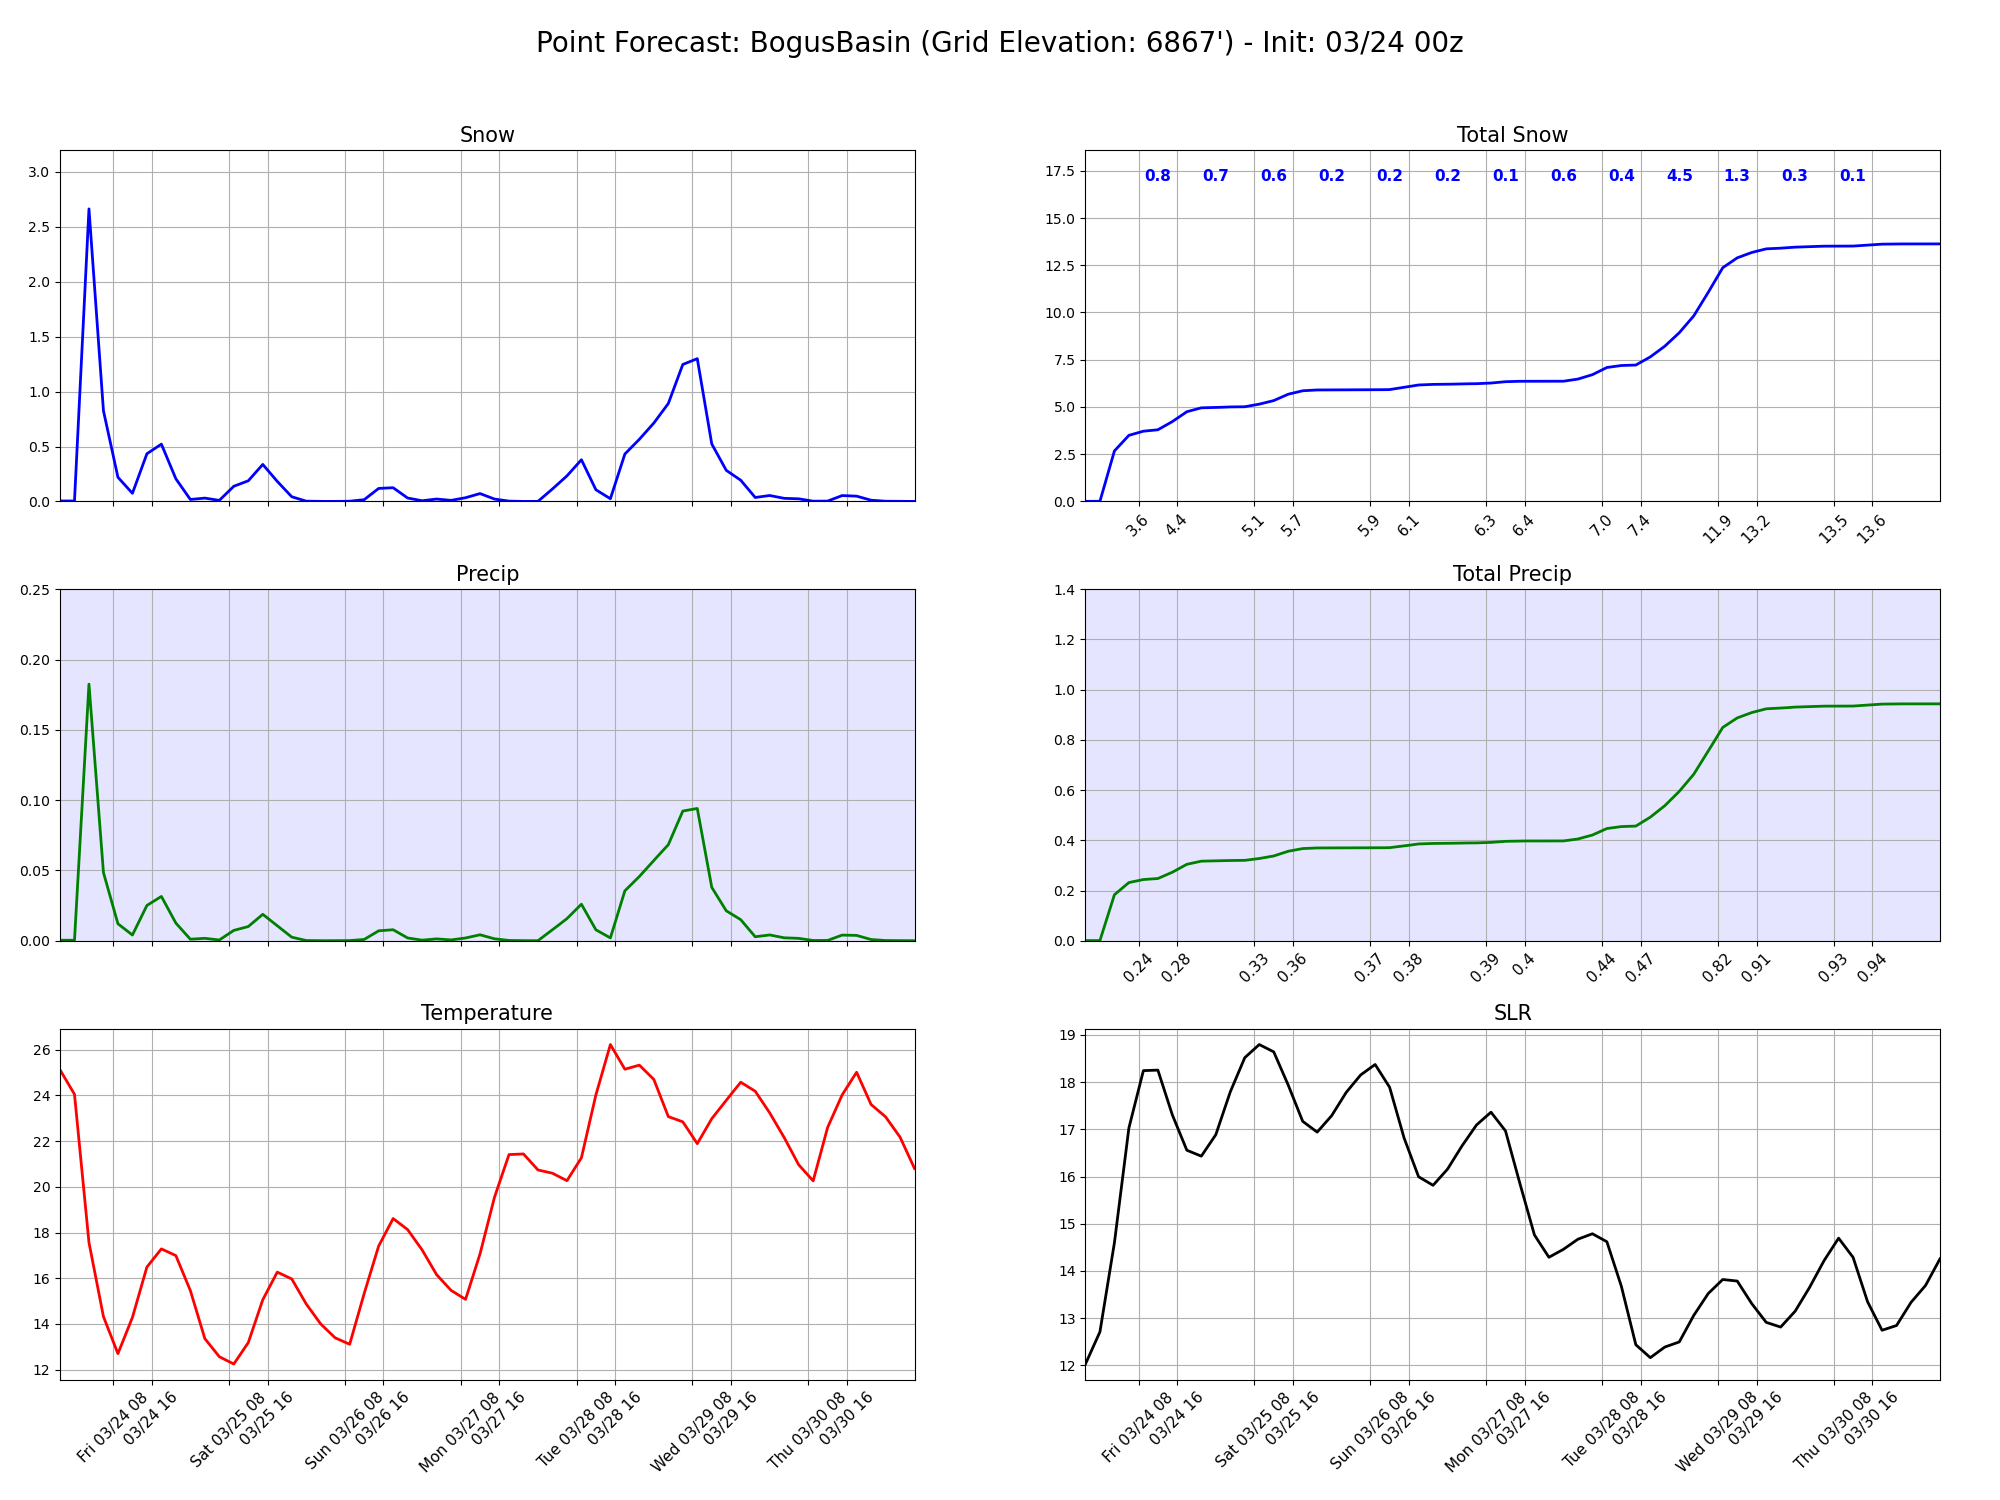 Point Forecast: BogusBasin (Grid Elevation: 6867') - Init: 03/24 00z
Snow
3.0
2.5
2.0
1.5
1.0
0.5
0.0
Total Snow
17.5
15.0
12.5
10.0
7.5
5.0
2.5
0.0
0.8 0.7 0.6 0.2 0.2 0.2 0.1 0.6 0.4 4.5 1.3 0.3 0.1
3.6 4.4 5.1 5.7 5.9 6.1 6.3 6.4 7.0 7.4 11.9 13.2 13.5 13.6
Precip
0.25
0.20
0.15
0.10
0.05
0.00
Total Precip
1.4
1.2
1.0
0.8
0.6
0.4
0.2
0.0
0.24 0.28 0.33 0.36 0.37 0.38 0.39 0.4 0.44 0.47 0.82 0.91 0.93 0.94
Temperature
26
24
22
20
18
16
14
12
Fri 03/24 08
03/24 16
Sat 03/25 08
03/25 16
Sun 03/26 08
03/26 16
Mon 03/27 08
03/27 16
Tue 03/28 08
03/28 16
Wed 03/29 08
03/29 16
Thu 03/30 08
03/30 16
SLR
19
18
17
16
15
14
13
12
Fri 03/24 08
03/24 16
Sat 03/25 08
03/25 16
Sun 03/26 08
03/26 16
Mon 03/27 08
03/27 16
Tue 03/28 08
03/28 16
Wed 03/29 08
03/29 16
Thu 03/30 08
03/30 16